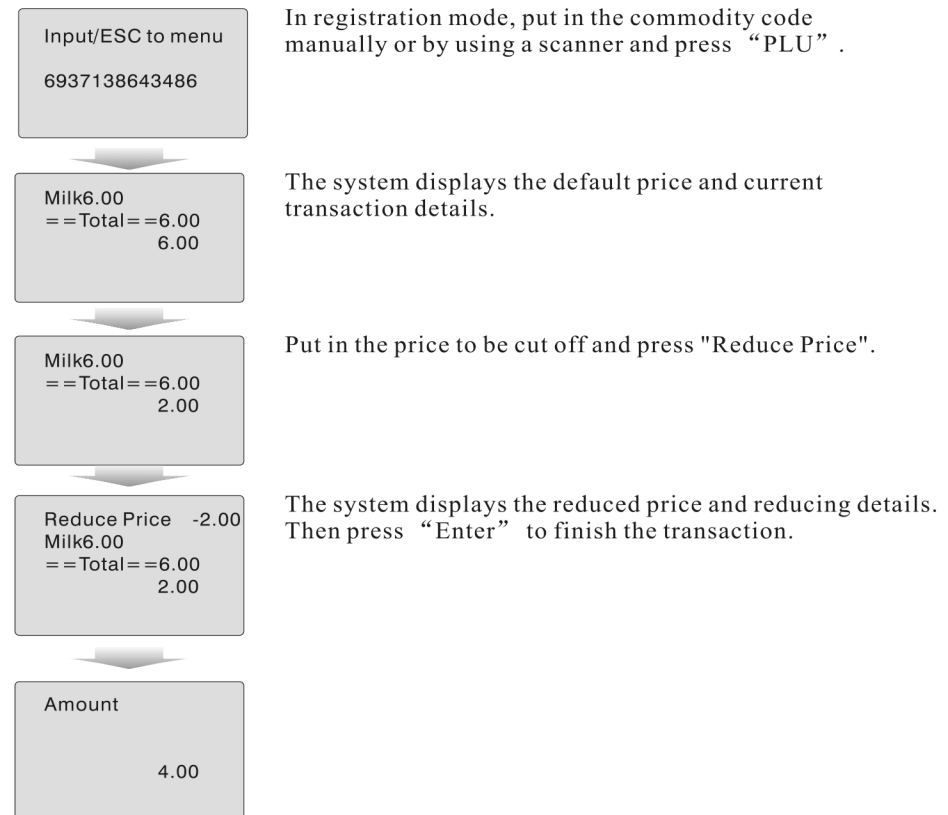 Input/ESC to menu
6937138643486
In registration mode, put in the commodity code
manually or by using a scanner and press “PLU”.
Milk6.00
==Total==6.00
6.00
The system displays the default price and current
transaction details.
Milk6.00
==Total==6.00
2.00
Put in the price to be cut off and press "Reduce Price".
Reduce Price -2.00
Milk6.00
==Total==6.00
2.00
The system displays the reduced price and reducing details.
Then press “Enter” to finish the transaction.
Amount
4.00